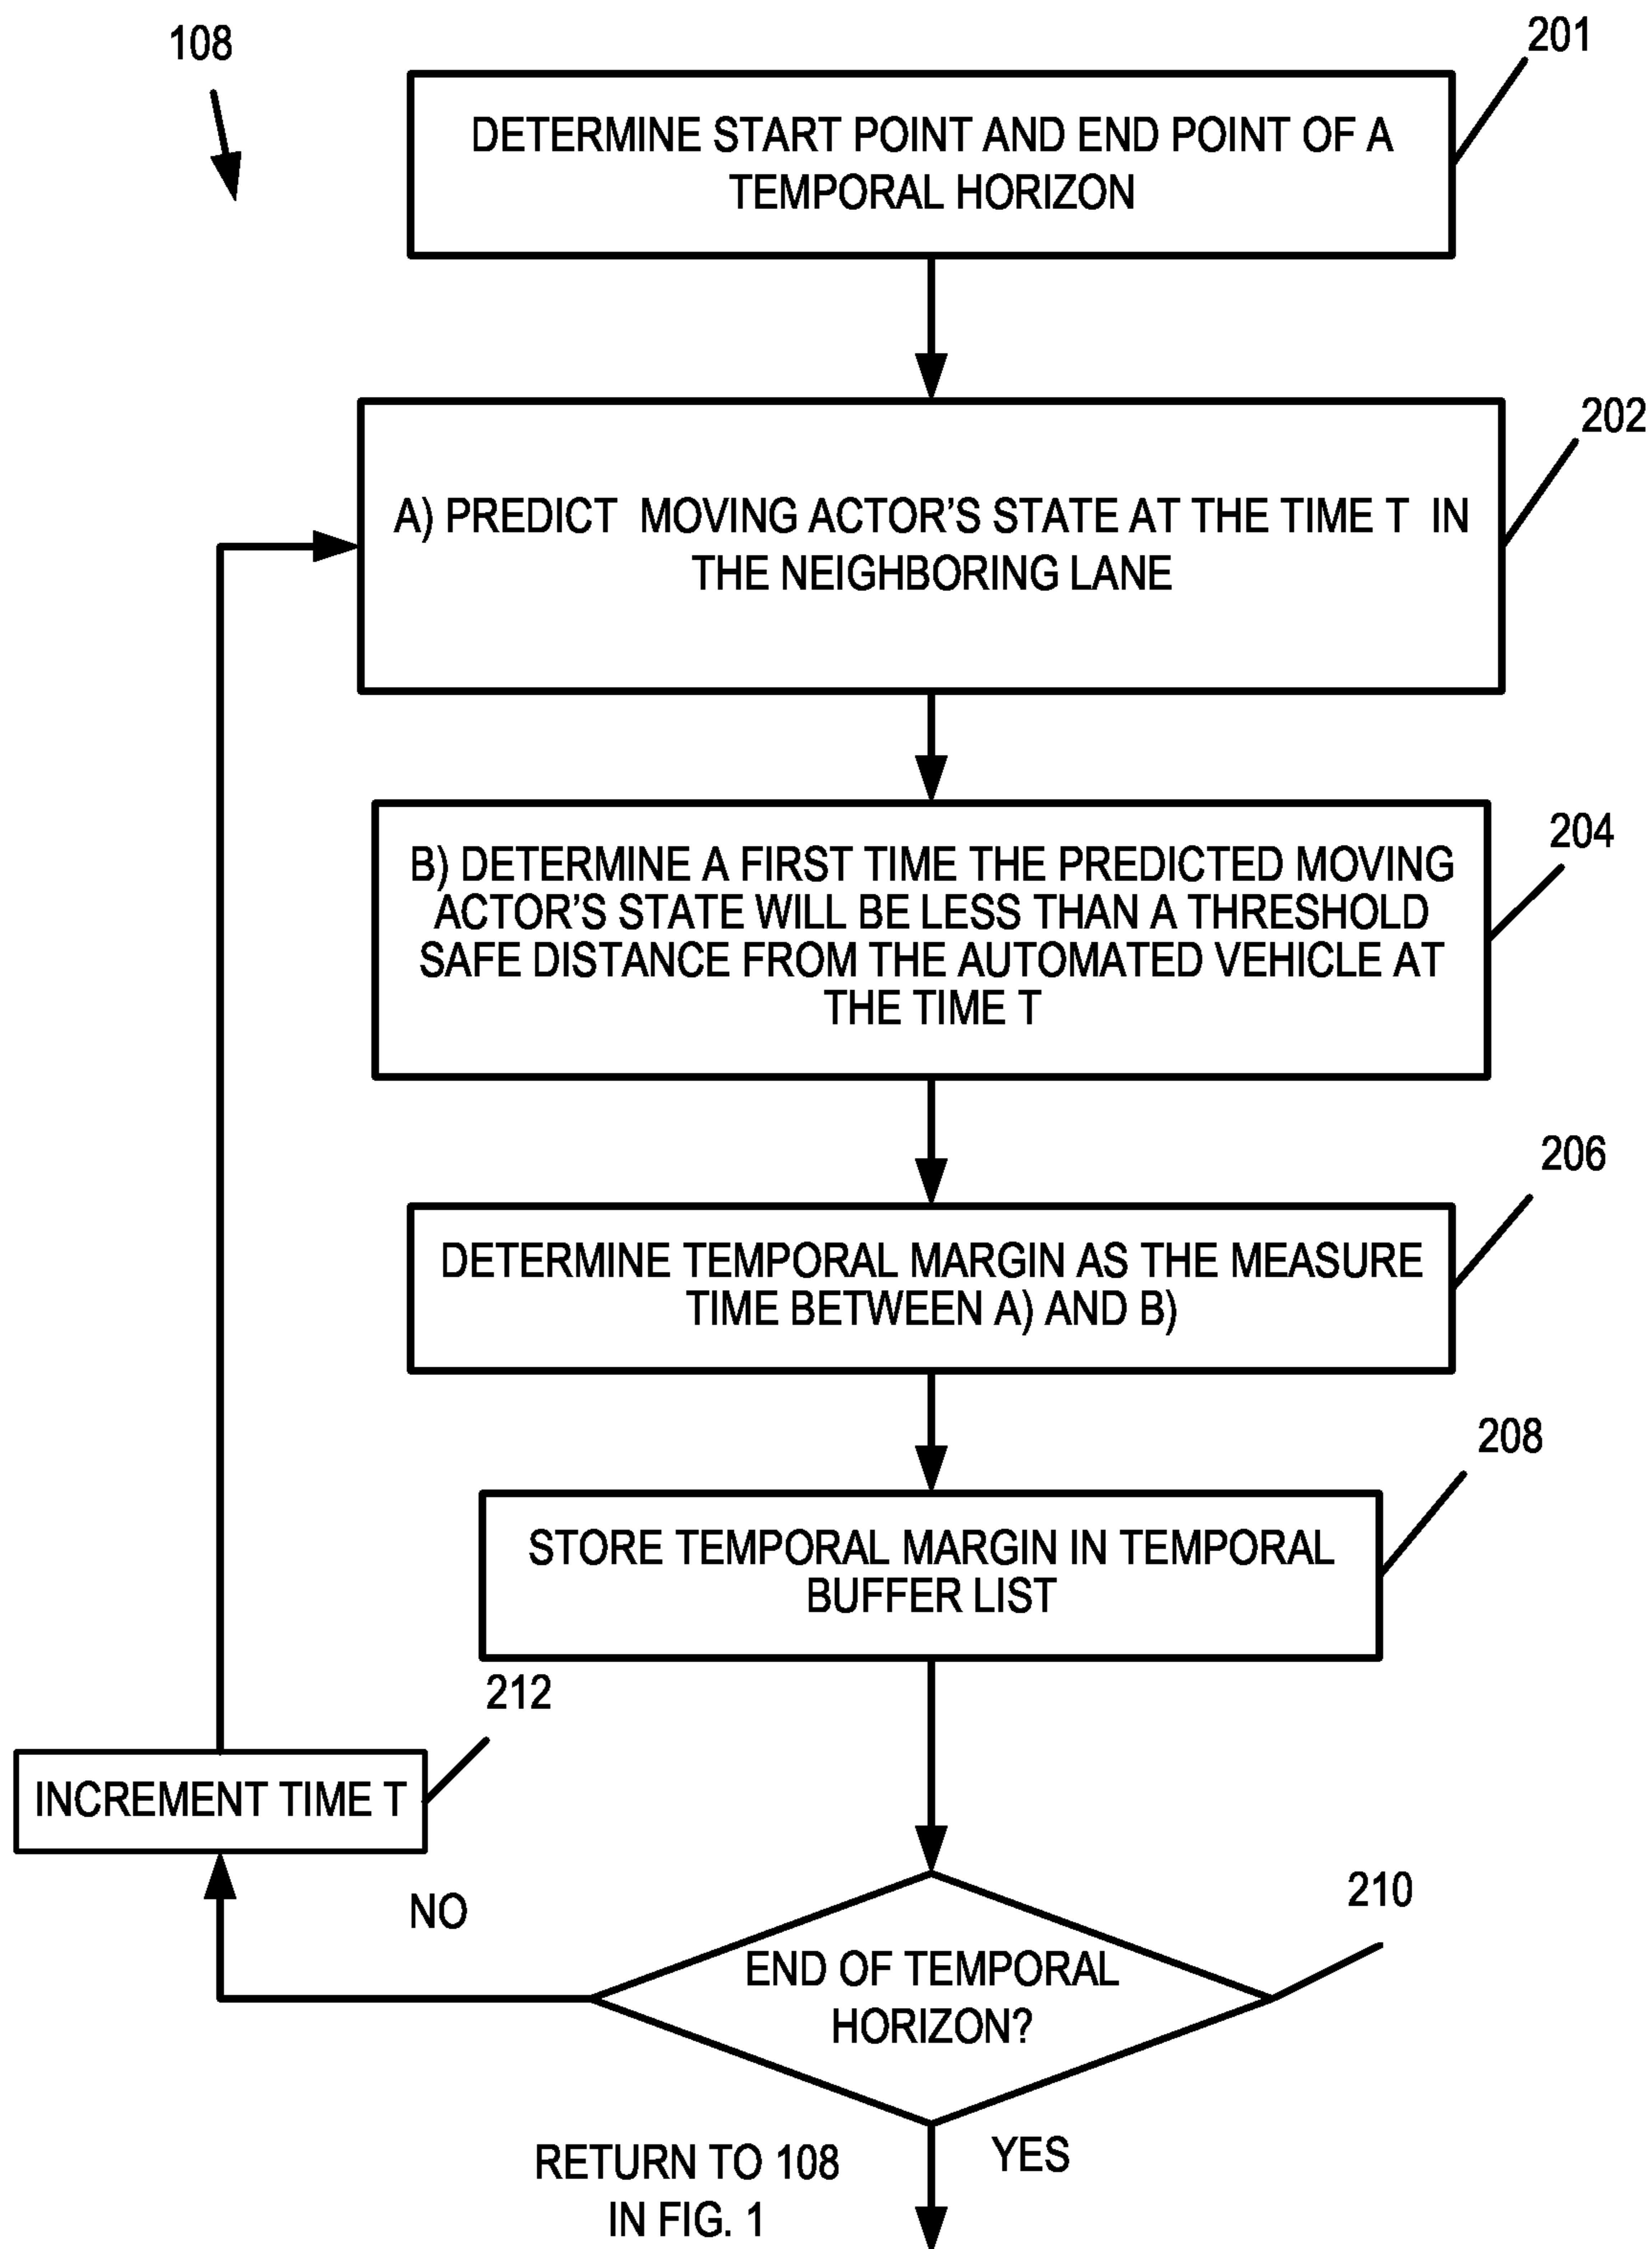 108
201
DETERMINE START POINT AND END POINT OF A
TEMPORAL HORIZON
202
A) PREDICT MOVING ACTOR'S STATE AT THE TIME T IN
THE NEIGHBORING LANE
204
B) DETERMINE A FIRST TIME THE PREDICTED MOVING
ACTOR'S STATE WILL BE LESS THAN A THRESHOLD
SAFE DISTANCE FROM THE AUTOMATED VEHICLE AT
THE TIME T
206
DETERMINE TEMPORAL MARGIN AS THE MEASURE
TIME BETWEEN A) AND B)
208
STORE TEMPORAL MARGIN IN TEMPORAL
BUFFER LIST
212
INCREMENT TIME T
NO
210
END OF TEMPORAL
HORIZON?
YES
RETURN TO 108
IN FIG. 1